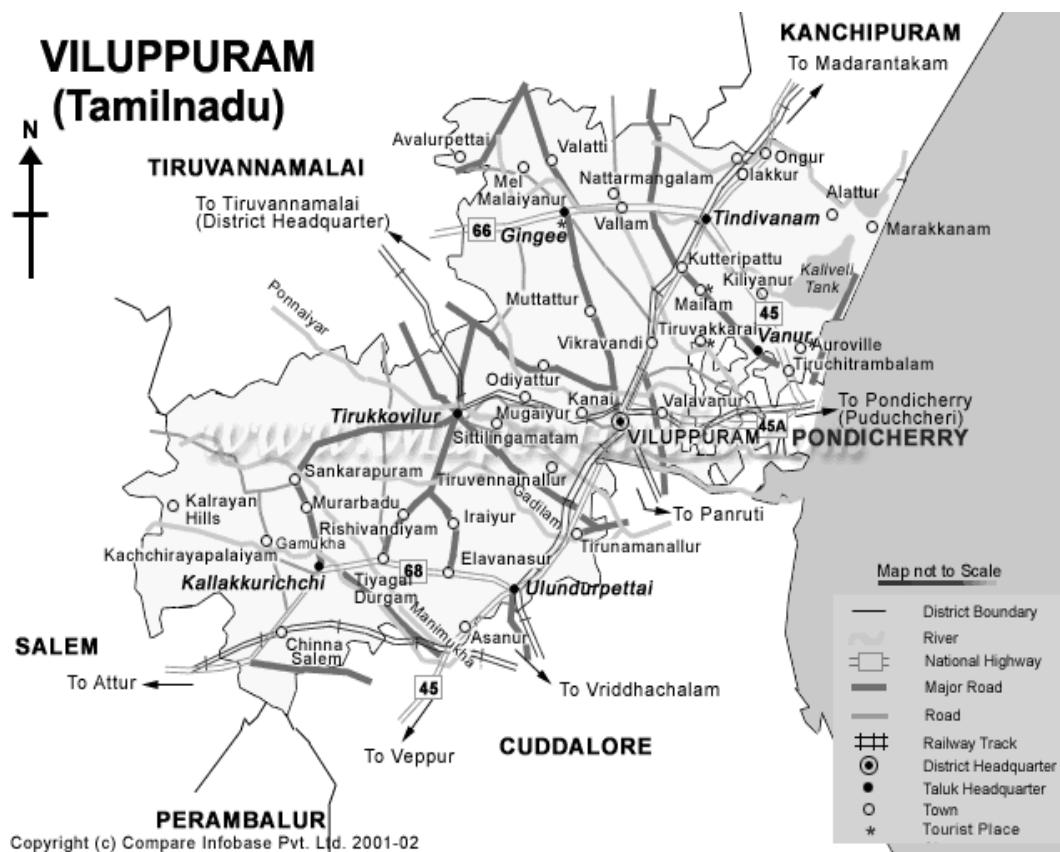 VILUPPURAM
(Tamilnadu)
KANCHIPURAM
To Madarantakam
N
TIRUVANNAMALAI
To Tiruvannamalai
(District Headquarter)
Avalurpettai
Valatti
Mel
Malaiyanur
Nattarmangalam
Ongur
Olakkur
Alattur
Marakkanam
66
Gingee
Vallam
Tindivanam
Kutteripattu
Kiliyanur
Kaliveli
Tank
Mailam
45
Ponnaiyar
Muttattur
Vikravandi
Tiruvakkarai
Vanur
Auroville
Tiruchitrambalam
Odiyattur
Kanai
Valavanur
To Pondicherry
(Puducheri)
Tirukkovilur
Mugaiyur
Sittilingamatam
VILUPPURAM
45A
PONDICHERRY
Sankarapuram
Tiruvennainallur
Gadilam
Kalrayan
Hills
Murarbadu
Rishivandiyam
Iraiyur
To Panruti
Gamukha
Tirunamanallur
Kachchirayapalaiyam
Kallakkurichchi
68
Elavanasur
Tiyagai
Durgam
Ulundurpettai
Manimukha
Asanur
SALEM
Chinna
Salem
To Attur
45
To Vriddhachalam
To Veppur
CUDDALORE
PERAMBALUR
Map not to Scale
District Boundary
River
National Highway
Major Road
Road
Railway Track
District Headquarter
Taluk Headquarter
Town
Tourist Place
Copyright (c) Compare Infobase Pvt. Ltd. 2001-02